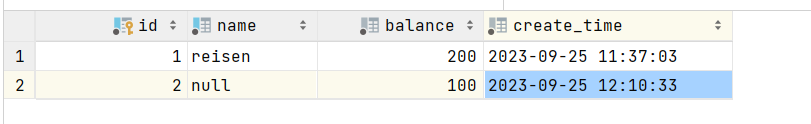 id name balance create_time
1 1 reisen 200 2023-09-25 11:37:03
2 2 null 100 2023-09-25 12:10:33